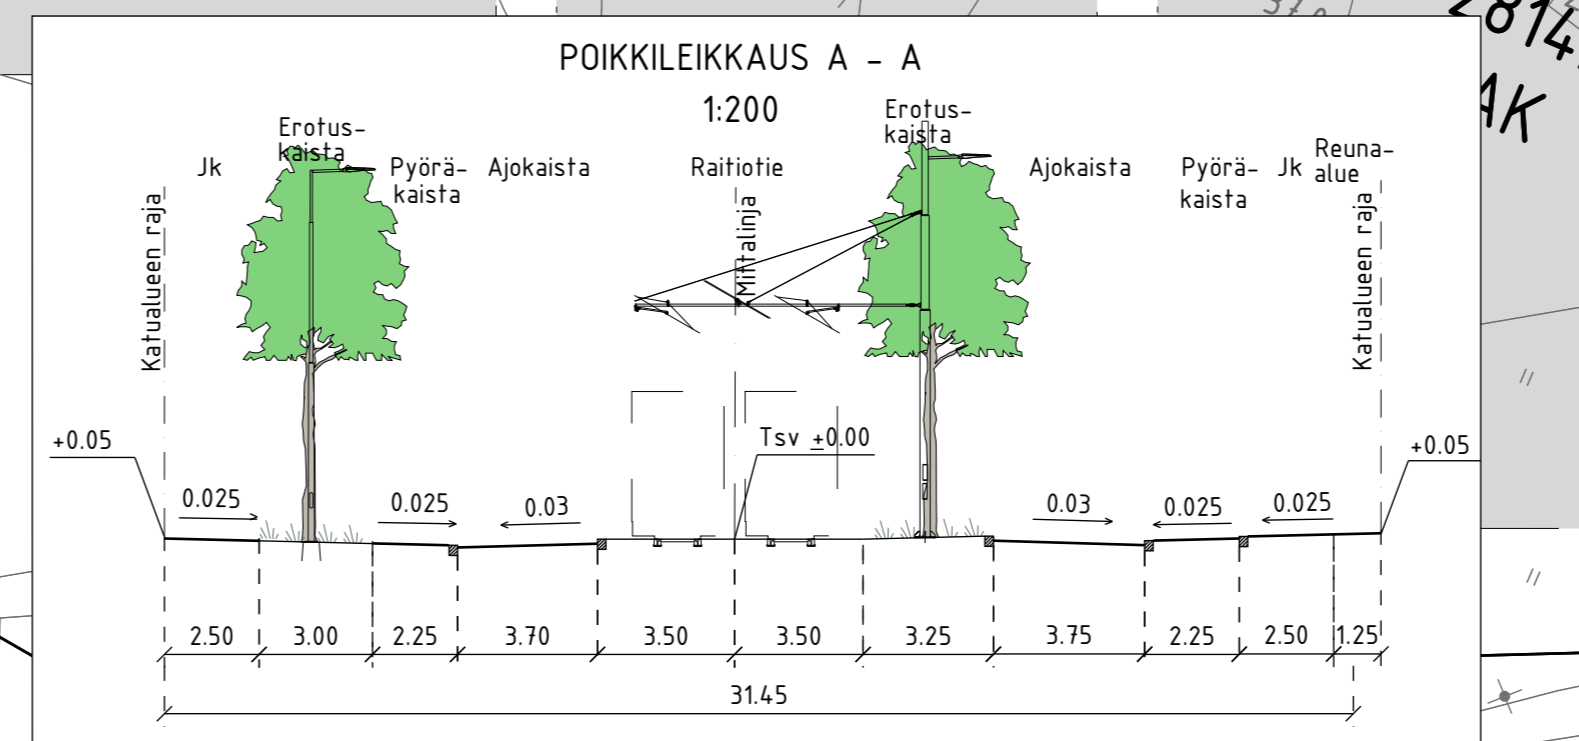 POIKKILEIKKAUS A - A
1:200
Erotus-
kaista
Erotus-
kaista
Jk
Pyörä-
kaista
Ajokaista
Raitiotie
Ajokaista
Pyörä-
kaista
Jk
Reuna-
alue
Katualueen raja
Mittalinja
Katualueen raja
+0.05
Tsv ±0.00
+0.05
0.025
0.025
0.03
0.03
0.025
0.025
2.50
3.00
2.25
3.70
3.50
3.50
3.25
3.75
2.25
2.50
1.25
31.45
AK